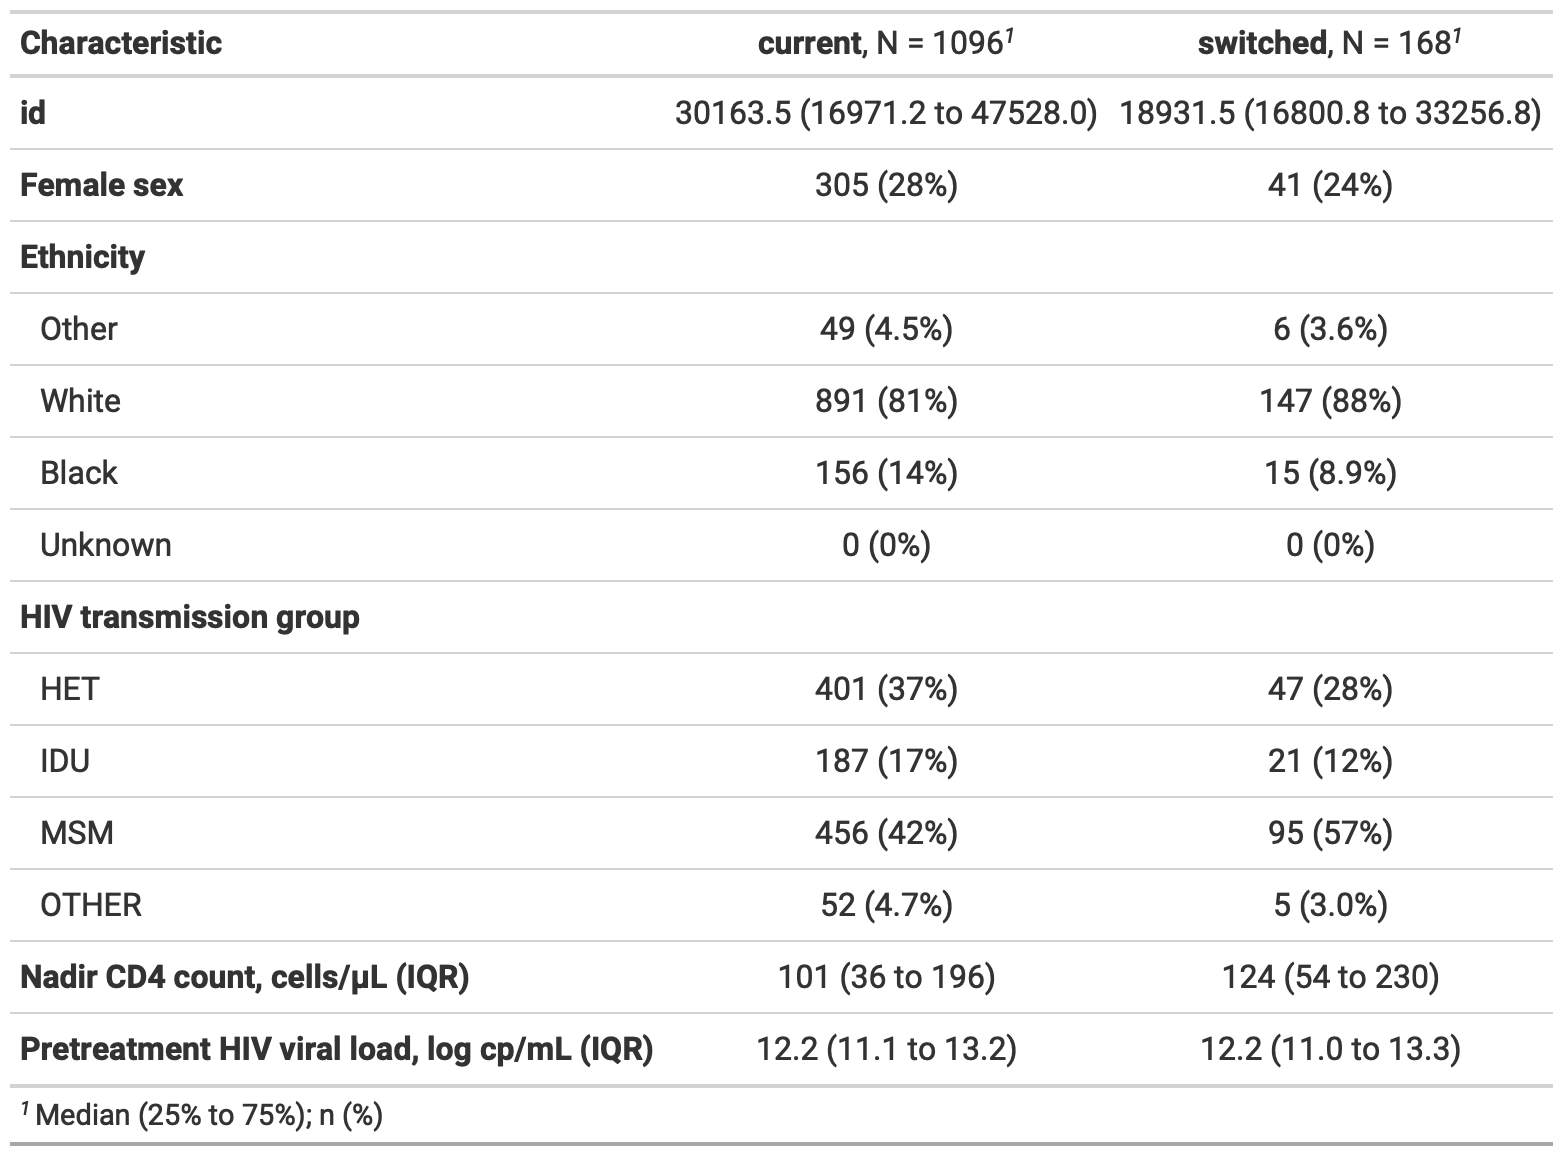 Characteristic current, N = 1096¹ switched, N = 168¹
id 30163.5 (16971.2 to 47528.0) 18931.5 (16800.8 to 33256.8)
Female sex 305 (28%) 41 (24%)
Ethnicity
Other 49 (4.5%) 6 (3.6%)
White 891 (81%) 147 (88%)
Black 156 (14%) 15 (8.9%)
Unknown 0 (0%) 0 (0%)
HIV transmission group
HET 401 (37%) 47 (28%)
IDU 187 (17%) 21 (12%)
MSM 456 (42%) 95 (57%)
OTHER 52 (4.7%) 5 (3.0%)
Nadir CD4 count, cells/µL (IQR) 101 (36 to 196) 124 (54 to 230)
Pretreatment HIV viral load, log cp/mL (IQR) 12.2 (11.1 to 13.2) 12.2 (11.0 to 13.3)
¹ Median (25% to 75%); n (%)